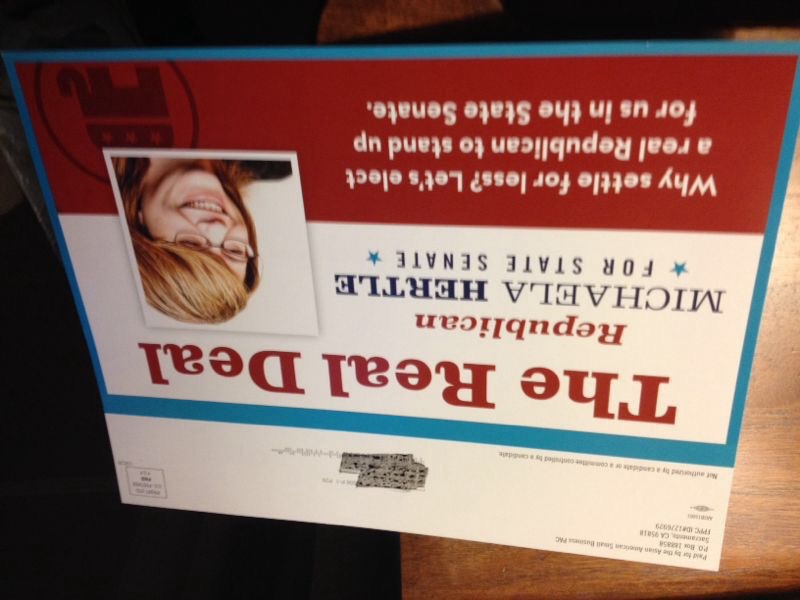 Paid for by the Asian American Small Business PAC
P.O. Box 188858
Sacramento, CA 95818
FPPC ID#1276979
Not authorized by a candidate or a committee controlled by a candidate.
PAID
The Real Deal
Republican
MICHAELA HERTLE
FOR STATE SENATE
Why settle for less? Let's elect
a real Republican to stand up
for us in the State Senate.